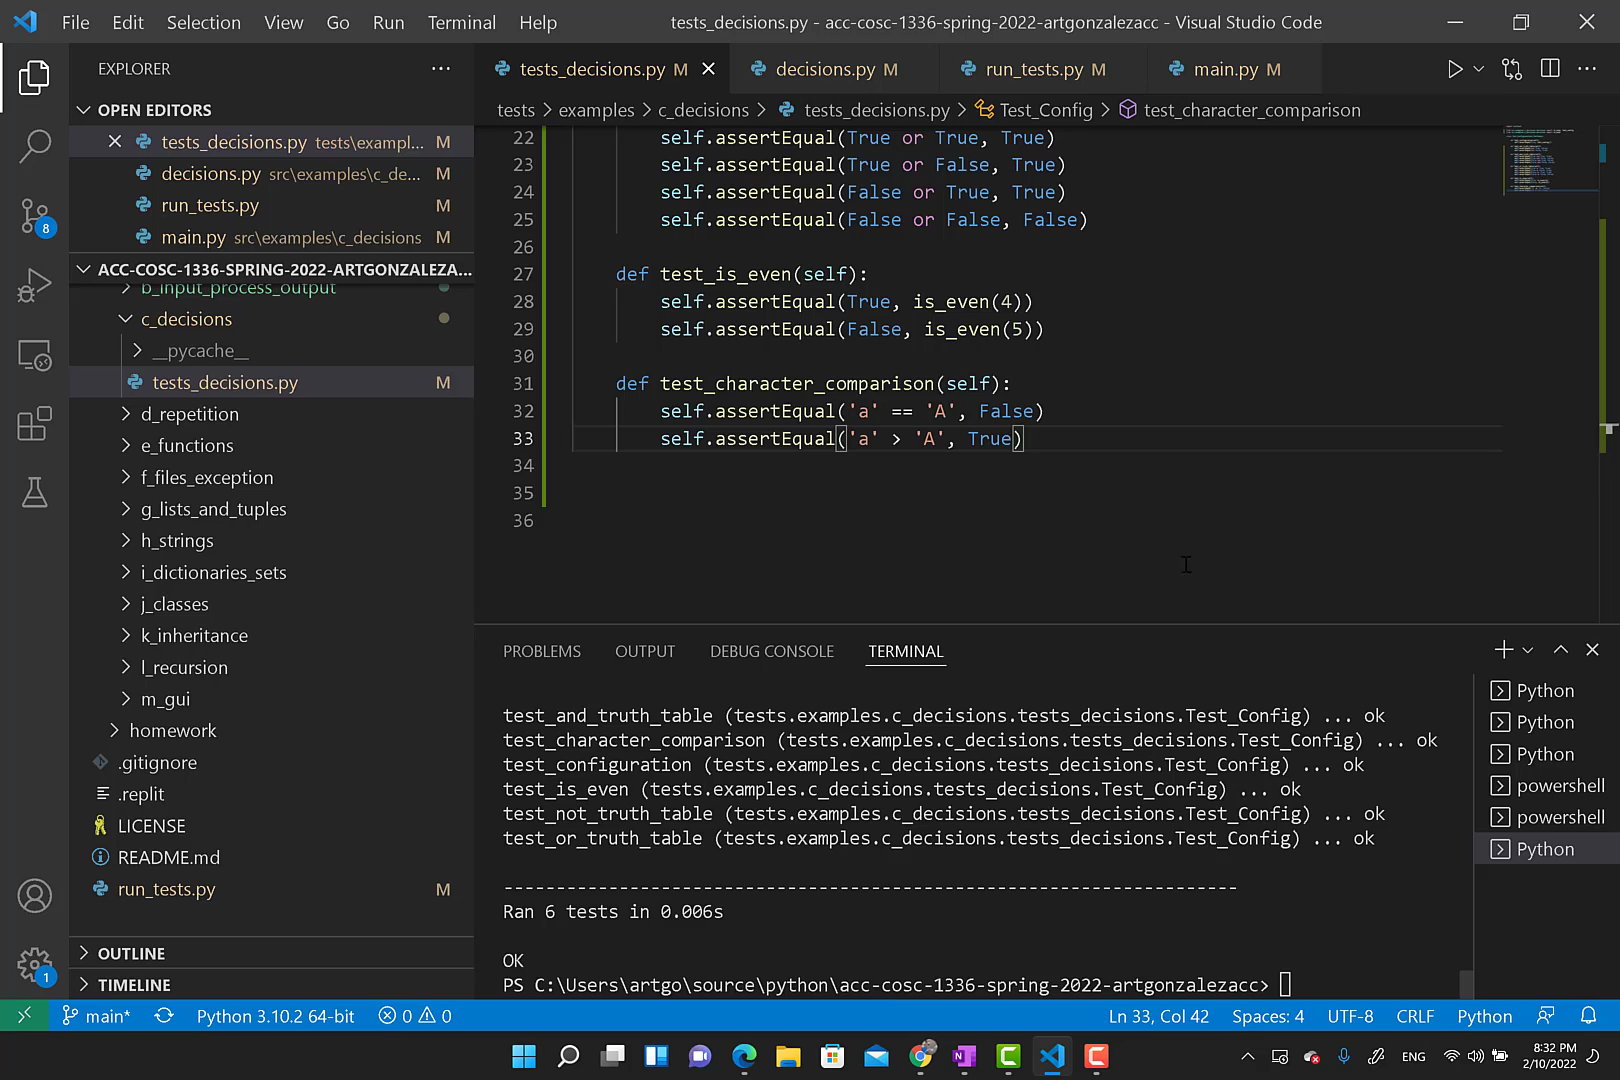 File Edit Selection View Go Run Terminal Help
tests_decisions.py - acc-cosc-1336-spring-2022-artgonzalezacc - Visual Studio Code
EXPLORER
OPEN EDITORS
tests_decisions.py tests\exampl... M
decisions.py src\examples\c_de... M
run_tests.py M
main.py src\examples\c_decisions M
ACC-COSC-1336-SPRING-2022-ARTGONZALEZA...
b_input_process_output
c_decisions
__pycache__
tests_decisions.py M
d_repetition
e_functions
f_files_exception
g_lists_and_tuples
h_strings
i_dictionaries_sets
j_classes
k_inheritance
l_recursion
m_gui
homework
.gitignore
.replit
LICENSE
README.md
run_tests.py M
OUTLINE
TIMELINE
8
1
tests_decisions.py M decisions.py M run_tests.py M main.py M
tests > examples > c_decisions > tests_decisions.py > Test_Config > test_character_comparison
22 self.assertEqual(True or True, True)
23 self.assertEqual(True or False, True)
24 self.assertEqual(False or True, True)
25 self.assertEqual(False or False, False)
26
27 def test_is_even(self):
28 self.assertEqual(True, is_even(4))
29 self.assertEqual(False, is_even(5))
30
31 def test_character_comparison(self):
32 self.assertEqual('a' == 'A', False)
33 self.assertEqual('a' > 'A', True)
34
35
36
PROBLEMS OUTPUT DEBUG CONSOLE TERMINAL
test_and_truth_table (tests.examples.c_decisions.tests_decisions.Test_Config) ... ok
test_character_comparison (tests.examples.c_decisions.tests_decisions.Test_Config) ... ok
test_configuration (tests.examples.c_decisions.tests_decisions.Test_Config) ... ok
test_is_even (tests.examples.c_decisions.tests_decisions.Test_Config) ... ok
test_not_truth_table (tests.examples.c_decisions.tests_decisions.Test_Config) ... ok
test_or_truth_table (tests.examples.c_decisions.tests_decisions.Test_Config) ... ok
----------------------------------------------------------------------
Ran 6 tests in 0.006s
OK
PS C:\Users\artgo\source\python\acc-cosc-1336-spring-2022-artgonzalezacc>
Python
Python
Python
powershell
powershell
Python
main* Python 3.10.2 64-bit 0 0 Ln 33, Col 42 Spaces: 4 UTF-8 CRLF Python
ENG
8:32 PM
2/10/2022